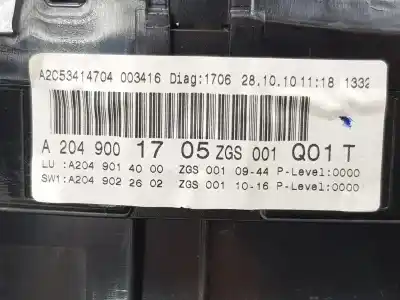 A2C53414704 003416 Diag:1706 28.10.10 11:18 1332
A 204 900 17 05 ZGS 001 Q01 T
LU :A204 901 40 00 ZGS 001 09-44 P-Level:0000
SW1:A204 902 26 02 ZGS 001 10-16 P-Level:0000